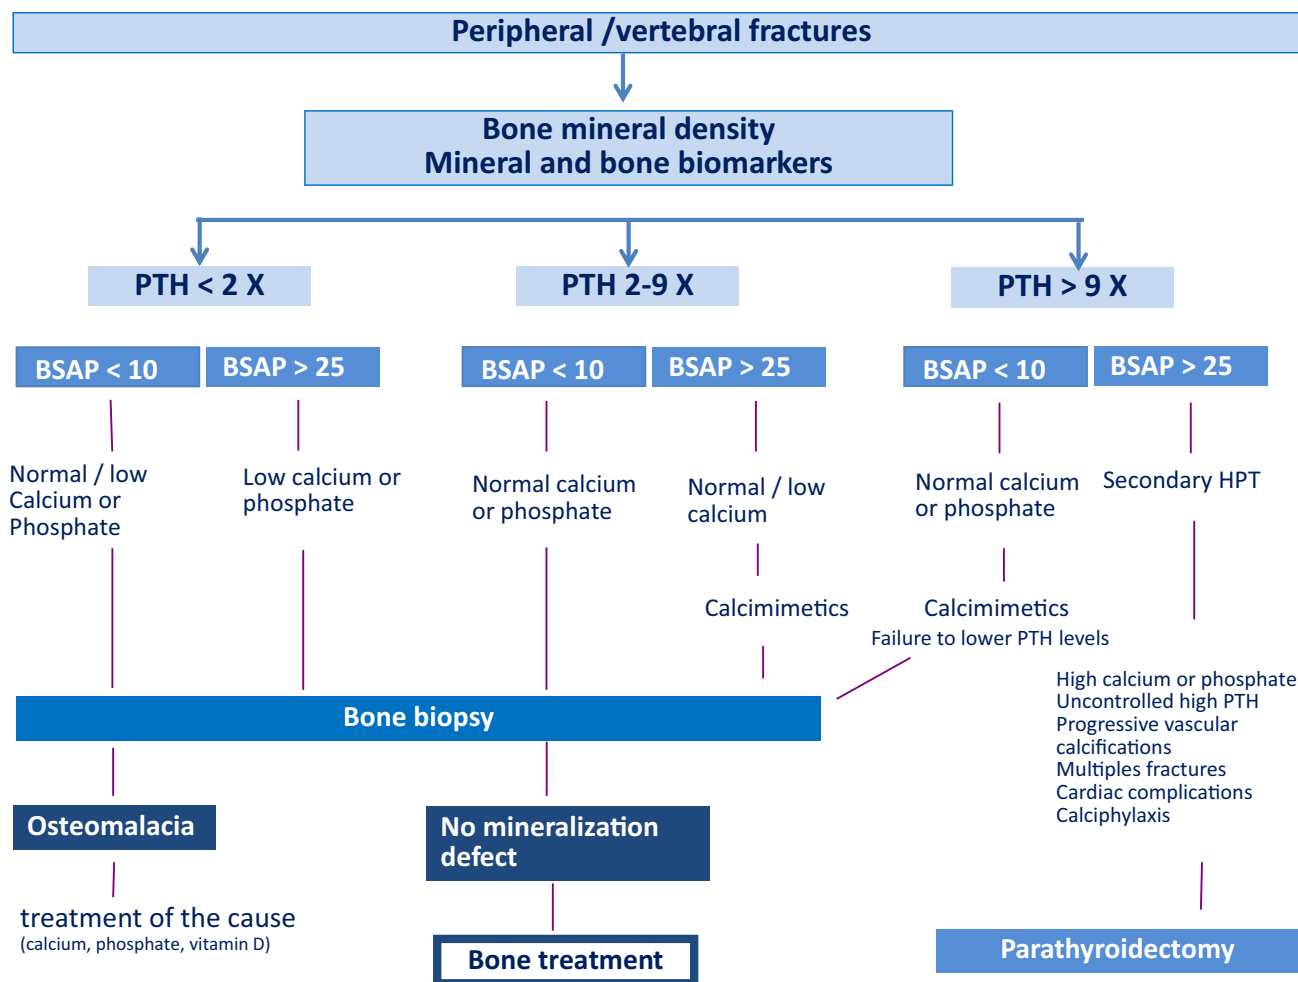 Peripheral /vertebral fractures
Bone mineral density
Mineral and bone biomarkers
PTH < 2 X
PTH 2-9 X
PTH > 9 X
BSAP < 10
BSAP > 25
BSAP < 10
BSAP > 25
BSAP < 10
BSAP > 25
Normal / low
Calcium or
Phosphate
Low calcium or
phosphate
Normal calcium
or phosphate
Normal / low
calcium
Normal calcium
or phosphate
Secondary HPT
Calcimimetics
Calcimimetics
Failure to lower PTH levels
High calcium or phosphate
Uncontrolled high PTH
Progressive vascular
calcifications
Multiples fractures
Cardiac complications
Calciphylaxis
Bone biopsy
Osteomalacia
No mineralization
defect
treatment of the cause
(calcium, phosphate, vitamin D)
Bone treatment
Parathyroidectomy